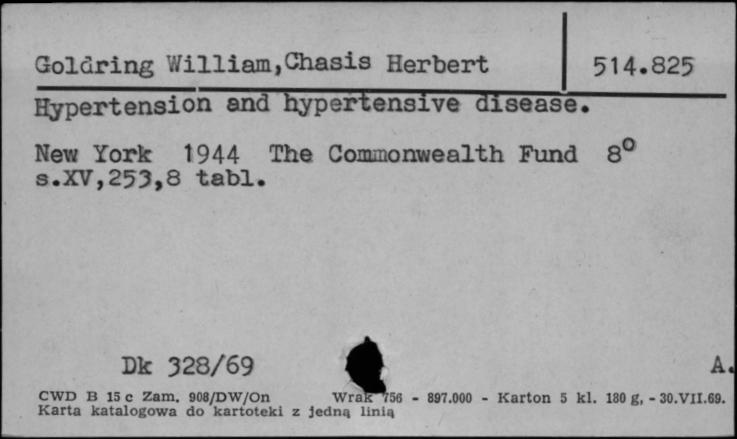 Goldring William,Chasis Herbert 514.825
Hypertension and hypertensive disease.
New York 1944 The Commonwealth Fund 8°
s.XV,253,8 tabl.
Dk 328/69 A.
CWD B 15 c Zam. 908/DW/On Wrak 756 - 897.000 - Karton 5 kl. 180 g, - 30.VII.69.
Karta katalogowa do kartoteki z jedną linią